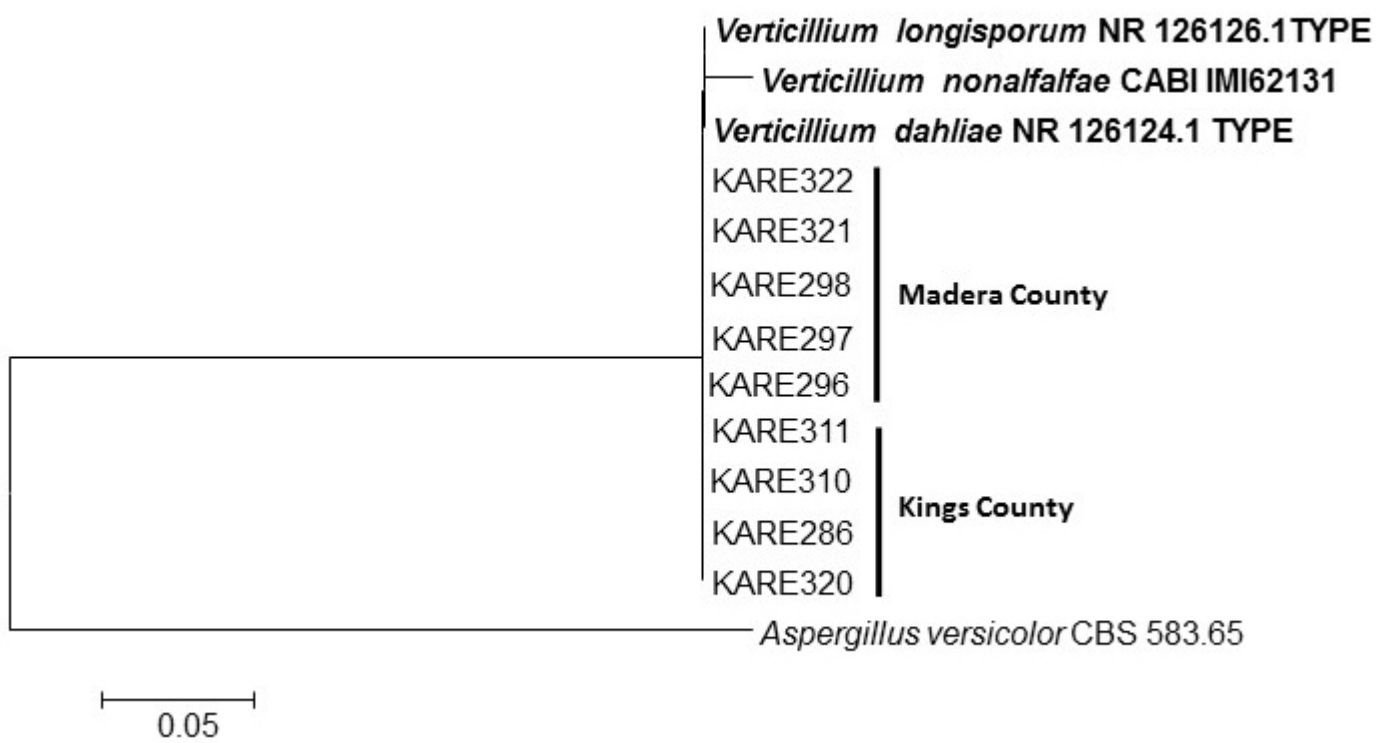 Verticillium longisporum NR 126126.1TYPE
Verticillium nonalfalfae CABI IMI62131
Verticillium dahliae NR 126124.1 TYPE
KARE322
KARE321
KARE298
Madera County
KARE297
KARE296
KARE311
KARE310
Kings County
KARE286
KARE320
Aspergillus versicolor CBS 583.65
0.05